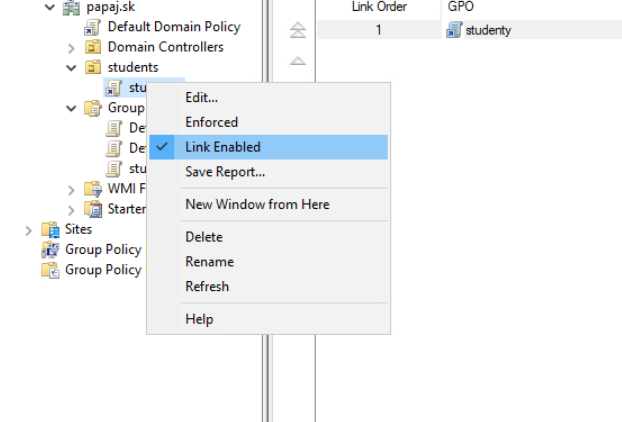 papaj.sk
Default Domain Policy
Domain Controllers
students
stu
Group
De
De
stu
WMI F
Starter
Sites
Group Policy
Group Policy
Edit...
Enforced
Link Enabled
Save Report...
New Window from Here
Delete
Rename
Refresh
Help
Link Order GPO
1 studenty